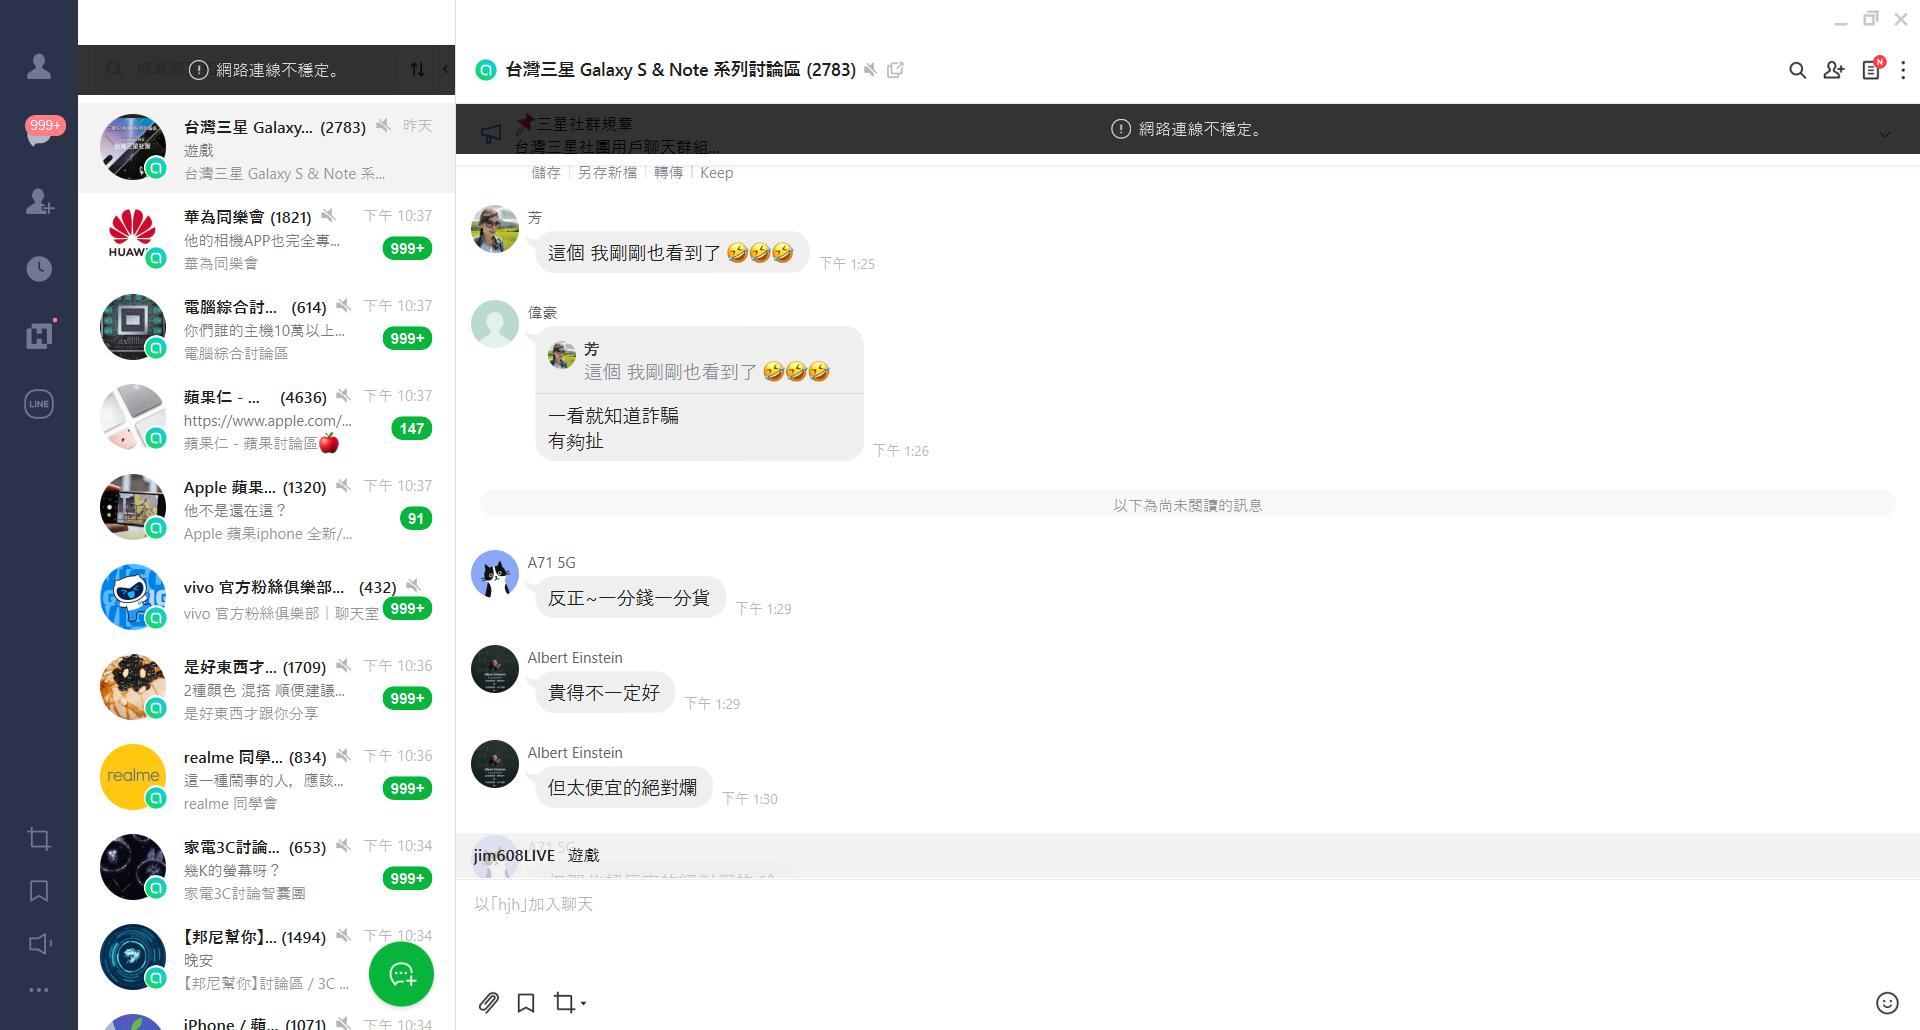 999+
LINE
網路連線不穩定。
台灣三星 Galaxy... (2783) 昨天
遊戲
台灣三星 Galaxy S & Note 系...
HUAWEI
華為同樂會 (1821) 下午 10:37
他的相機APP也完全專... 999+
華為同樂會
電腦綜合討... (614) 下午 10:37
你們誰的主機10萬以上... 999+
電腦綜合討論區
蘋果仁 - ... (4636) 下午 10:37
https://www.apple.com/... 147
蘋果仁 - 蘋果討論區🍎
Apple 蘋果... (1320) 下午 10:37
他不是還在這？ 91
Apple 蘋果iphone 全新/...
vivo 官方粉絲俱樂部... (432)
vivo 官方粉絲俱樂部｜聊天室 999+
是好東西才... (1709) 下午 10:36
2種顏色 混搭 順便建議... 999+
是好東西才跟你分享
realme
realme 同學... (834) 下午 10:36
這一種鬧事的人，應該... 999+
realme 同學會
家電3C討論... (653) 下午 10:34
幾K的螢幕呀？ 999+
家電3C討論智囊團
【邦尼幫你】... (1494) 下午 10:34
晚安
【邦尼幫你】討論區 / 3C ...
iPhone / 蘋... (1071) 下午 10:34
台灣三星 Galaxy S & Note 系列討論區 (2783)
N
📌三星社群規章
台灣三星社團用戶聊天群組...
網路連線不穩定。
儲存 | 另存新檔 | 轉傳 | Keep
芳
這個 我剛剛也看到了 🤣🤣🤣 下午 1:25
偉豪
芳
這個 我剛剛也看到了 🤣🤣🤣
一看就知道詐騙
有夠扯 下午 1:26
以下為尚未閱讀的訊息
A71 5G
反正~一分錢一分貨 下午 1:29
Albert Einstein
貴得不一定好 下午 1:29
Albert Einstein
但太便宜的絕對爛 下午 1:30
A71 5G
jim608LIVE 遊戲
以「hjh」加入聊天